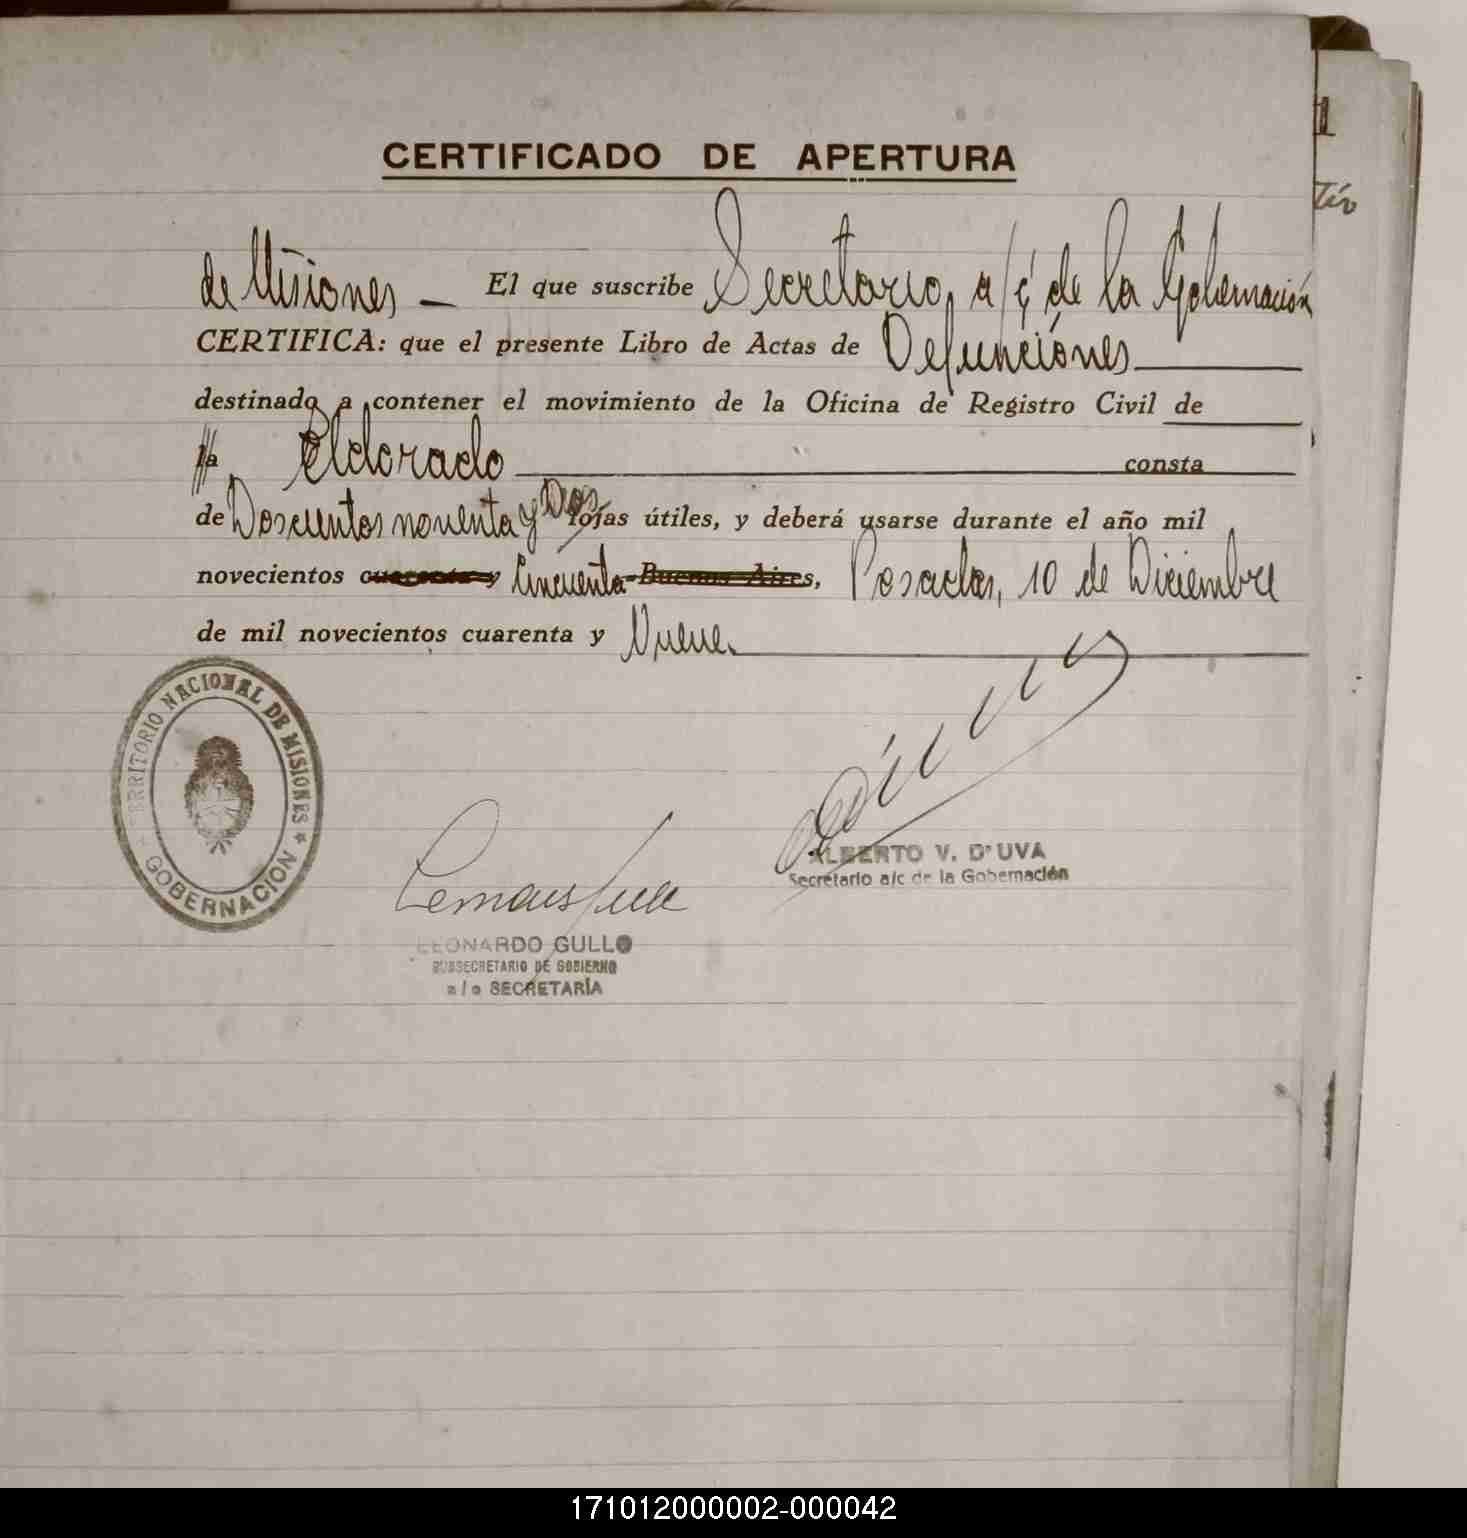 CERTIFICADO DE APERTURA
de Misiones — El que suscribe Secretario a/c de la Gobernación
CERTIFICA: que el presente Libro de Actas de Defunciones
destinado a contener el movimiento de la Oficina de Registro Civil de
Eldorado consta
de Doscientos noventa y Dos fojas útiles, y deberá usarse durante el año mil
novecientos cuarenta y Cincuenta Buenos Aires, Posadas, 10 de Diciembre
de mil novecientos cuarenta y Nueve.
TERRITORIO NACIONAL DE MISIONES
GOBERNACION
ALBERTO V. D'UVA
Secretario a/c de la Gobernación
LEONARDO GULLO
SUBSECRETARIO DE GOBIERNO
a/c SECRETARÍA
1
171012000002-000042